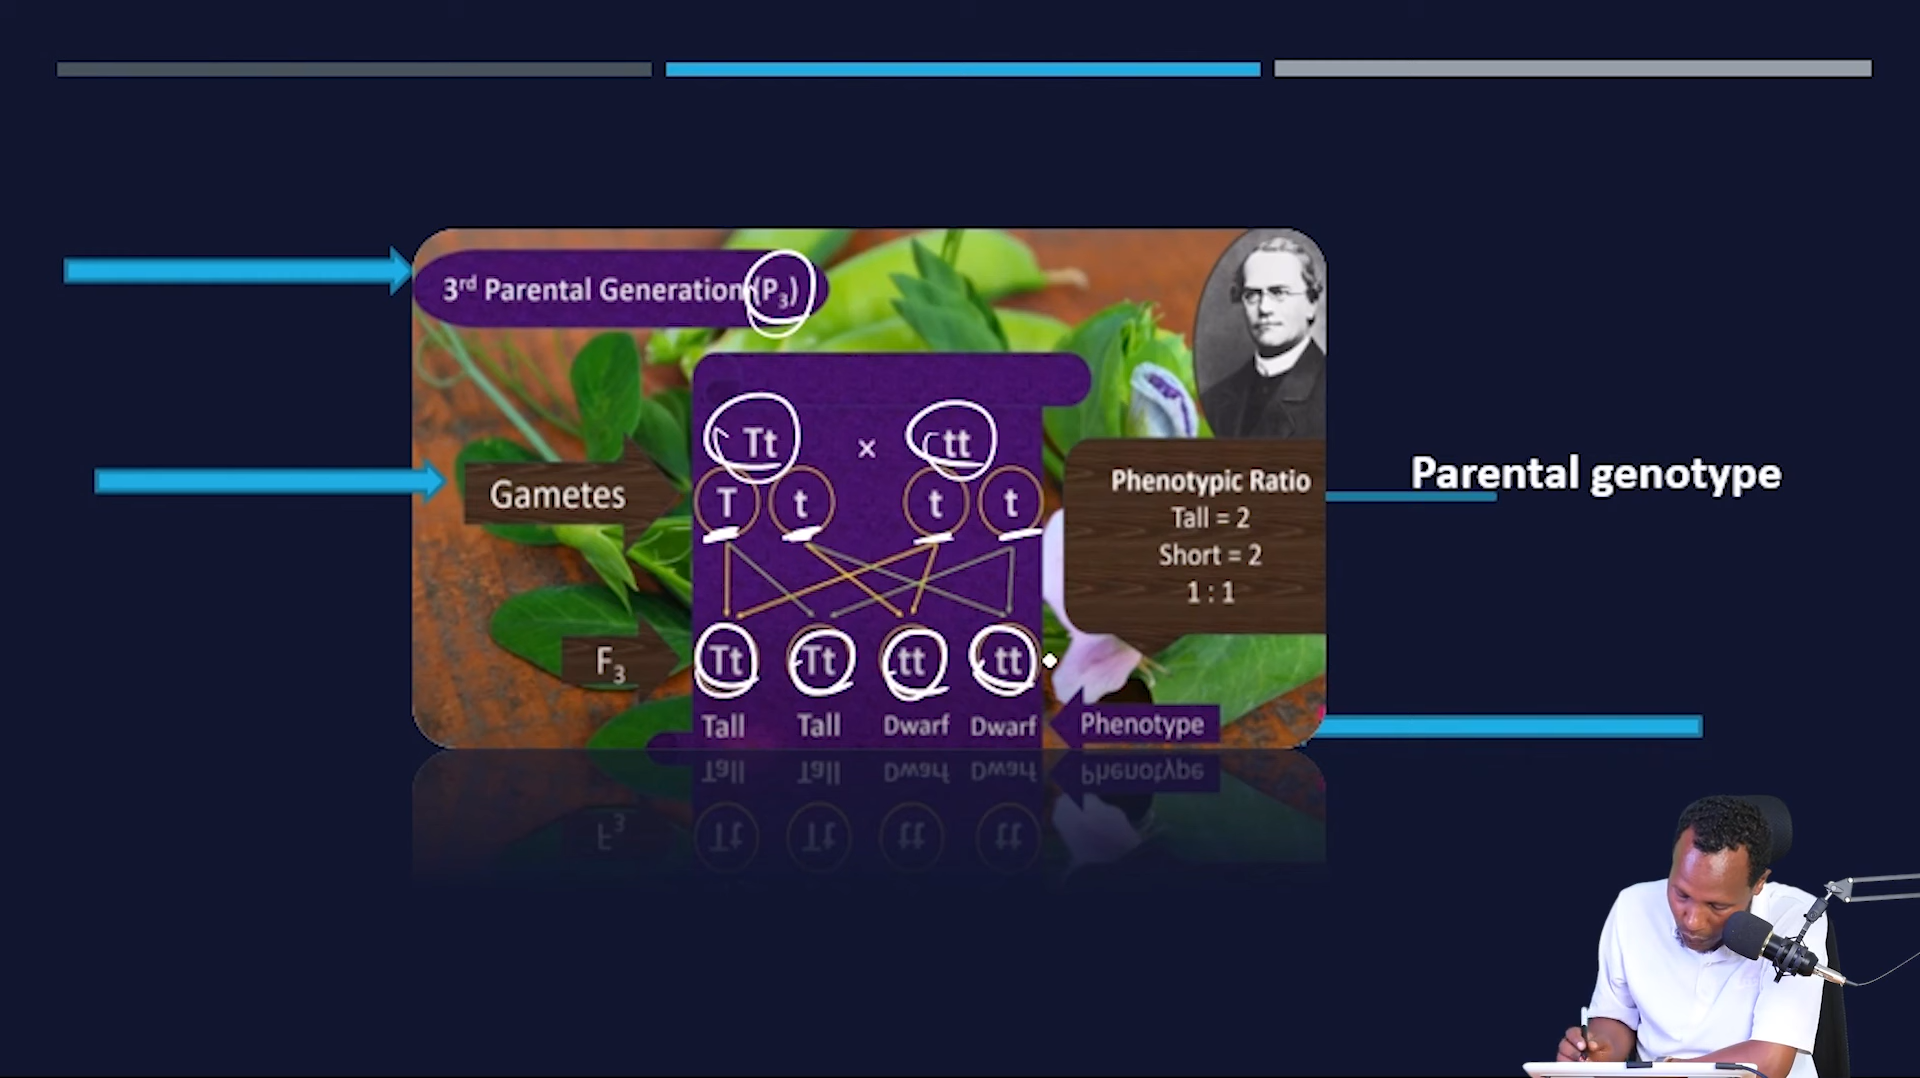 3rd Parental Generation (P3)
Tt x tt
Gametes
T t t t
Phenotypic Ratio
Tall = 2
Short = 2
1 : 1
Parental genotype
F3
Tt Tt tt tt
Tall Tall Dwarf Dwarf
Phenotype